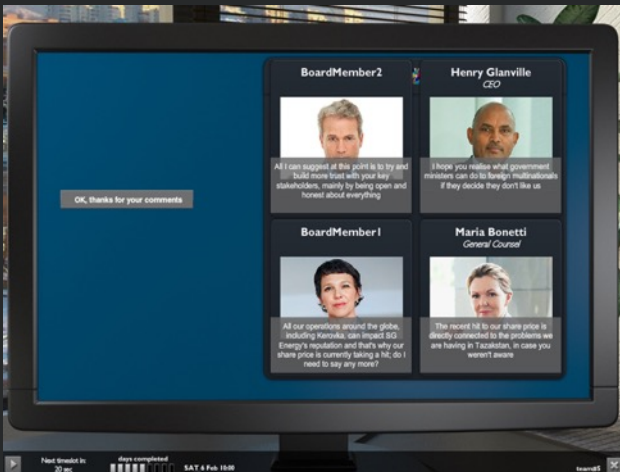 BoardMember2
Henry Glanville
CEO
All I can suggest at this point is to try and
build more trust with your key
stakeholders, mainly by being open and
honest about everything
I hope you realise what government
ministers can do to foreign multinationals
if they decide they don't like us
OK, thanks for your comments
BoardMember1
Maria Bonetti
General Counsel
All our operations around the globe,
including Kerovka, can impact SG
Energy's reputation and that's why our
share price is currently taking a hit; do I
need to say any more?
The recent hit to our share price is
directly connected to the problems we
are having in Tazakstan, in case you
weren't aware
Next timeslot in:
20 sec
days completed
SAT 6 Feb 10:00
team85